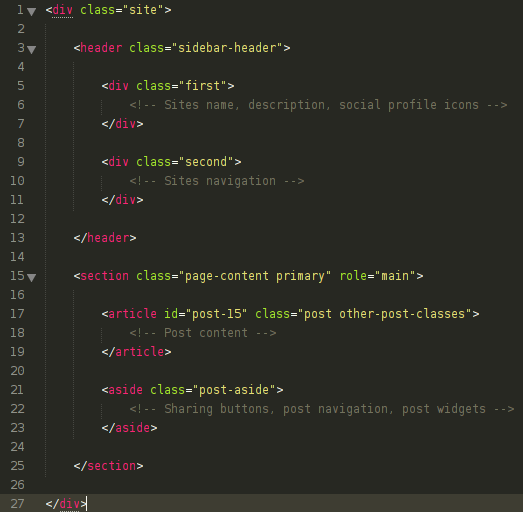 1 <div class="site">
2
3 <header class="sidebar-header">
4
5 <div class="first">
6 <!-- Sites name, description, social profile icons -->
7 </div>
8
9 <div class="second">
10 <!-- Sites navigation -->
11 </div>
12
13 </header>
14
15 <section class="page-content primary" role="main">
16
17 <article id="post-15" class="post other-post-classes">
18 <!-- Post content -->
19 </article>
20
21 <aside class="post-aside">
22 <!-- Sharing buttons, post navigation, post widgets -->
23 </aside>
24
25 </section>
26
27 </div>